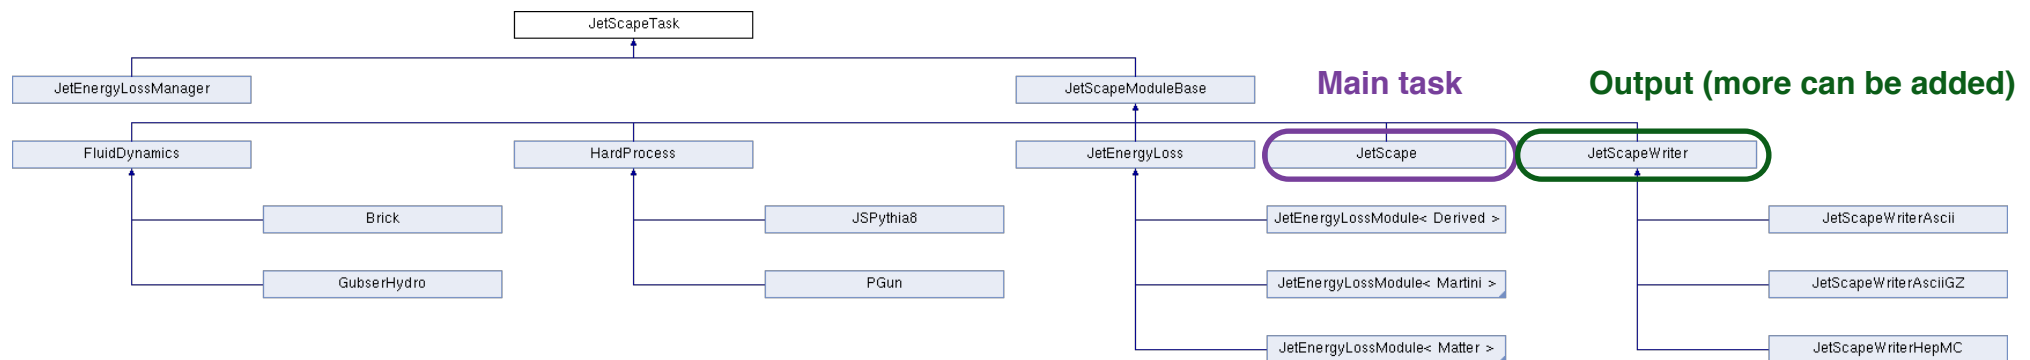 JetScapeTask
JetEnergyLossManager
JetScapeModuleBase
Main task
Output (more can be added)
FluidDynamics
HardProcess
JetEnergyLoss
JetScape
JetScapeWriter
Brick
JSPythia8
JetEnergyLossModule< Derived >
JetScapeWriterAscii
GubserHydro
PGun
JetEnergyLossModule< Martini >
JetScapeWriterAsciiGZ
JetEnergyLossModule< Matter >
JetScapeWriterHepMC